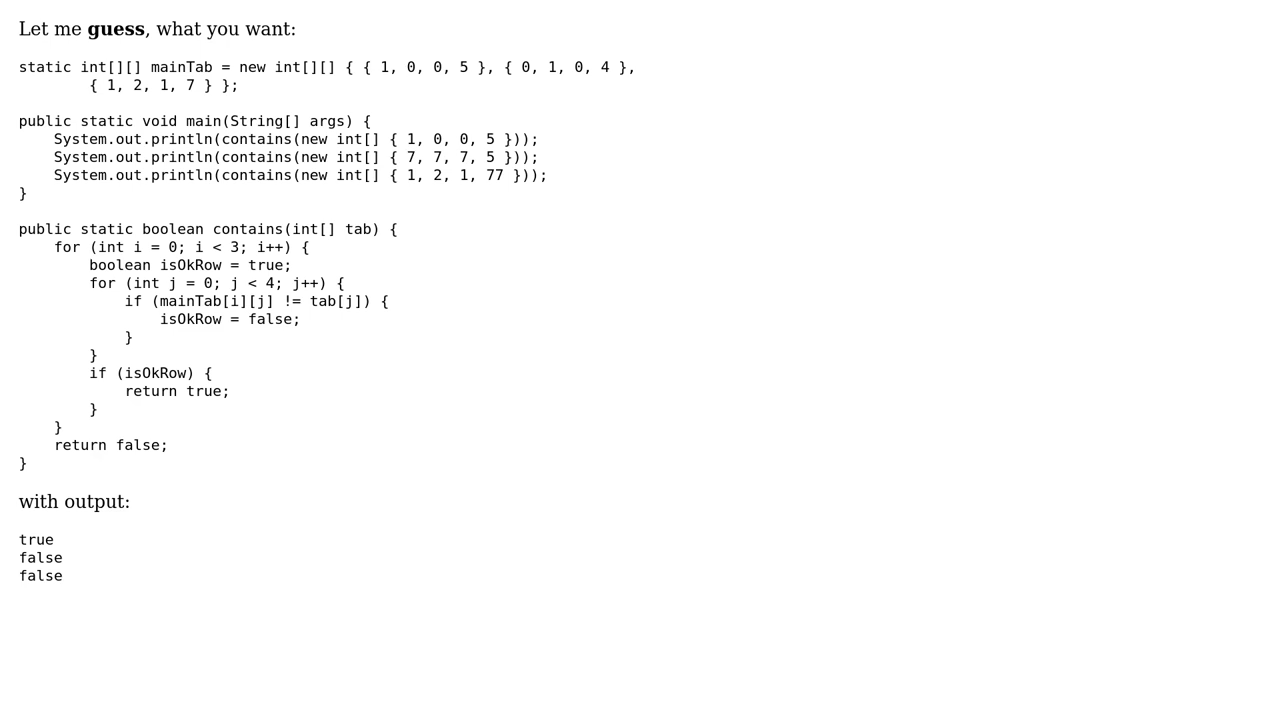 Let me guess, what you want:
static int[][] mainTab = new int[][] { { 1, 0, 0, 5 }, { 0, 1, 0, 4 },
        { 1, 2, 1, 7 } };
public static void main(String[] args) {
    System.out.println(contains(new int[] { 1, 0, 0, 5 }));
    System.out.println(contains(new int[] { 7, 7, 7, 5 }));
    System.out.println(contains(new int[] { 1, 2, 1, 77 }));
}
public static boolean contains(int[] tab) {
    for (int i = 0; i < 3; i++) {
        boolean isOkRow = true;
        for (int j = 0; j < 4; j++) {
            if (mainTab[i][j] != tab[j]) {
                isOkRow = false;
            }
        }
        if (isOkRow) {
            return true;
        }
    }
    return false;
}
with output:
true
false
false